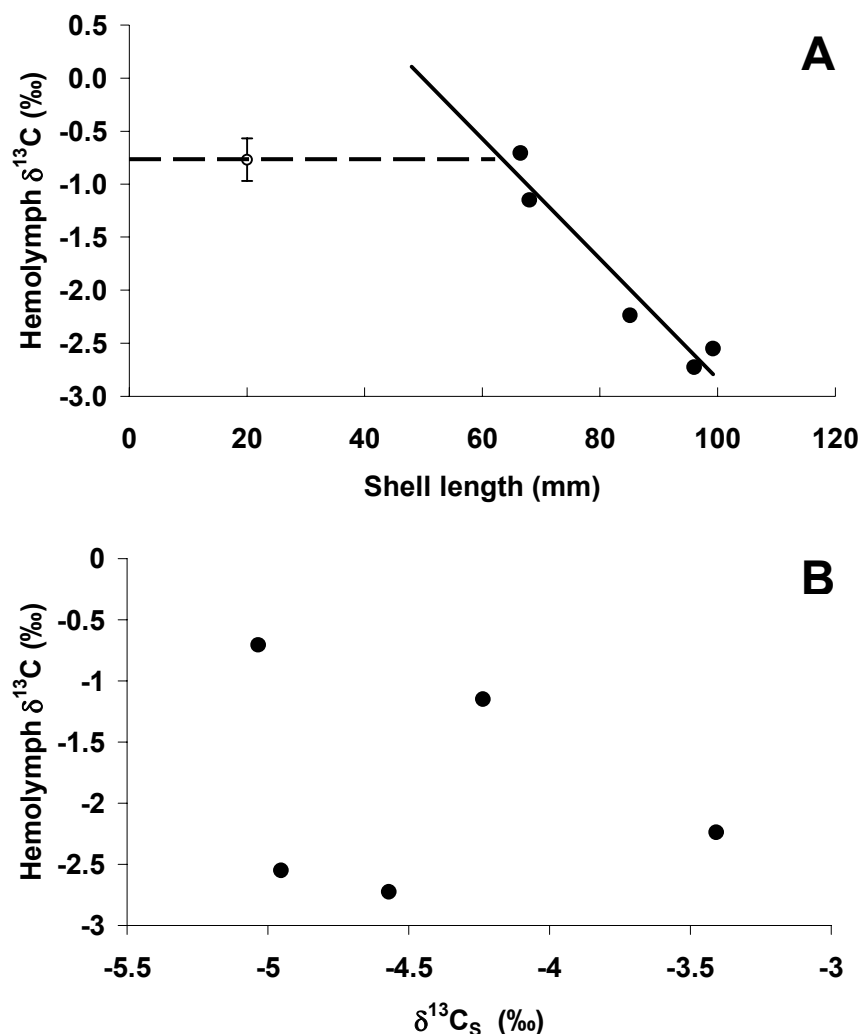 A
0.5
0.0
-0.5
-1.0
-1.5
-2.0
-2.5
-3.0
Hemolymph δ¹³C (‰)
0 20 40 60 80 100 120
Shell length (mm)
B
0
-0.5
-1
-1.5
-2
-2.5
-3
Hemolymph δ¹³C (‰)
-5.5 -5 -4.5 -4 -3.5 -3
δ¹³C_S (‰)